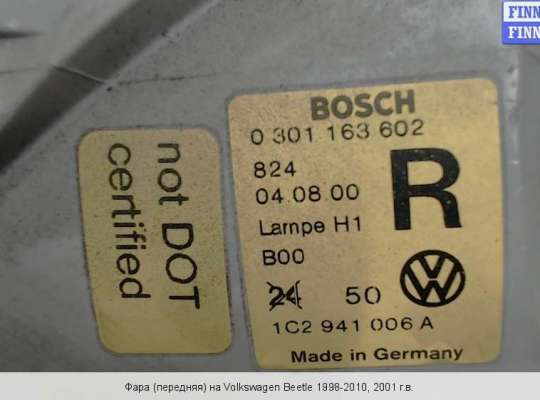 FINN
FINN
not DOT
certified
BOSCH
0 301 163 602
824
04.08.00
Lampe H1
B00
R
24 50
1C2 941 006 A
Made in Germany
Фара (передняя) на Volkswagen Beetle 1998-2010, 2001 г.в.